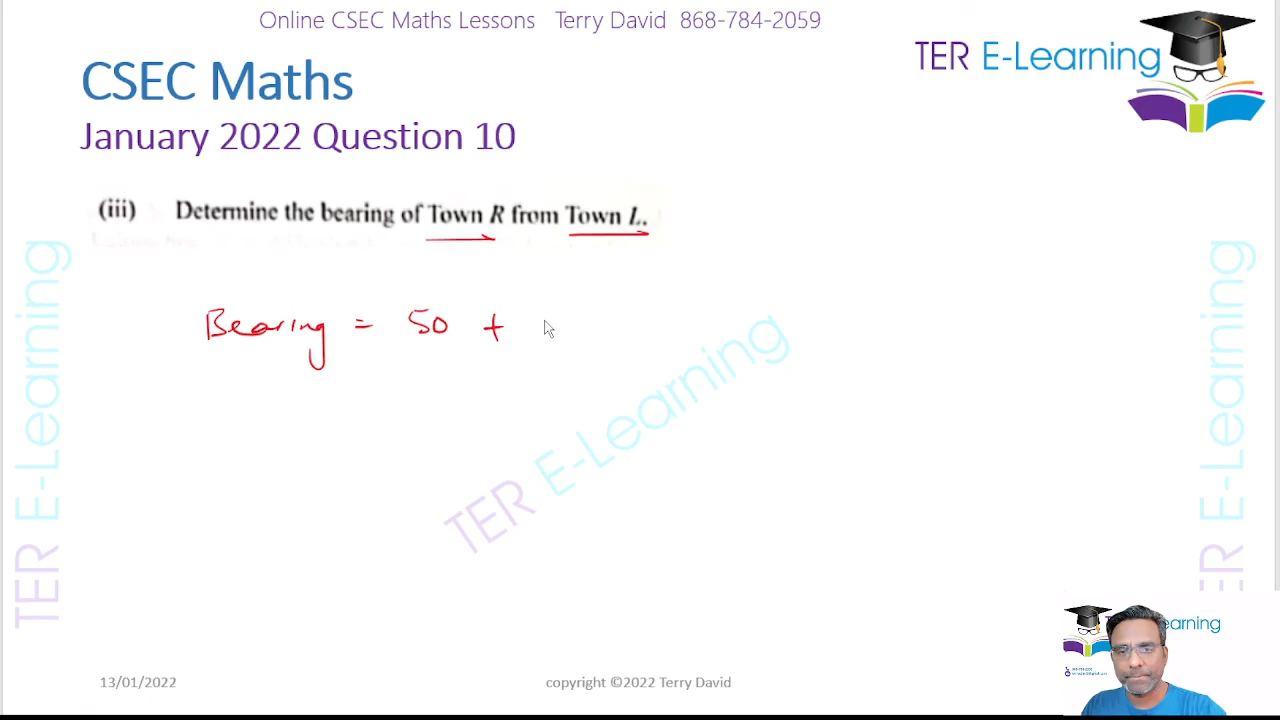 Online CSEC Maths Lessons Terry David 868-784-2059
TER E-Learning
CSEC Maths
January 2022 Question 10
(iii) Determine the bearing of Town R from Town L.
Bearing = 50 +
TER E-Learning
TER E-Learning
TER E-Learning
earning
13/01/2022
copyright ©2022 Terry David